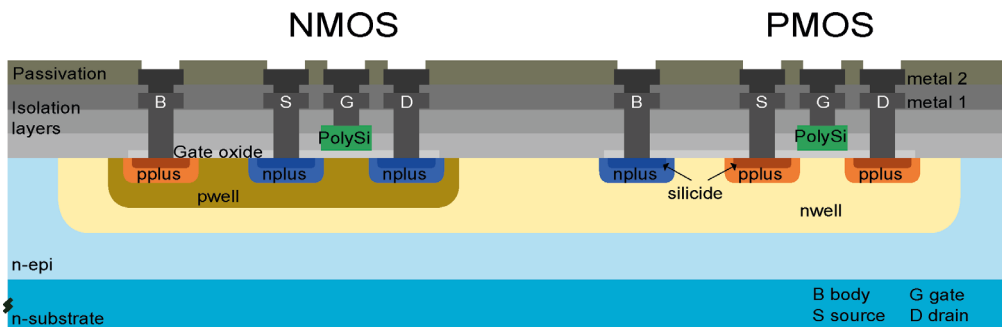 NMOS PMOS
Passivation metal 2
B S G D B S G D metal 1
Isolation
layers
PolySi PolySi
Gate oxide
pplus nplus nplus nplus pplus pplus
silicide
pwell nwell
n-epi
B body G gate
n-substrate S source D drain